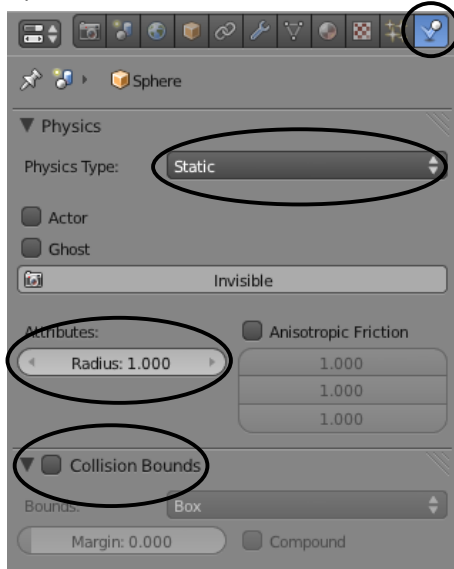 Sphere
Physics
Physics Type: Static
Actor
Ghost
Invisible
Attributes: Anisotropic Friction
Radius: 1.000 1.000
1.000
1.000
Collision Bounds
Bounds: Box
Margin: 0.000 Compound